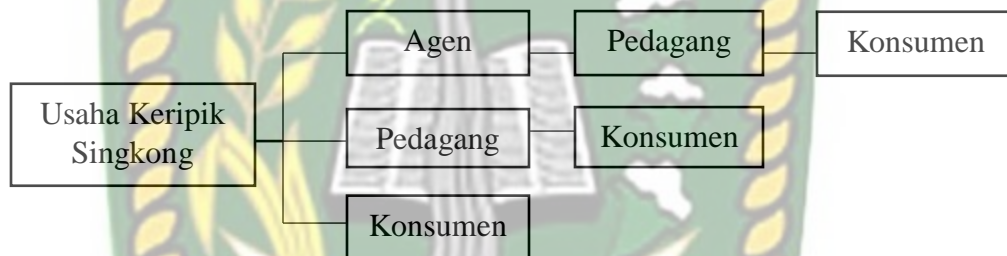 Agen
Pedagang
Konsumen
Usaha Keripik
Singkong
Pedagang
Konsumen
Konsumen